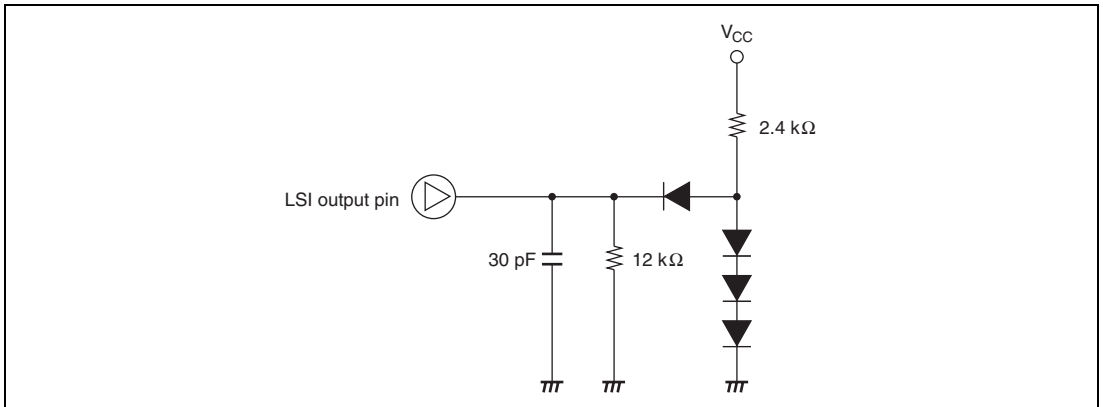 VCC
2.4 kΩ
LSI output pin
30 pF
12 kΩ